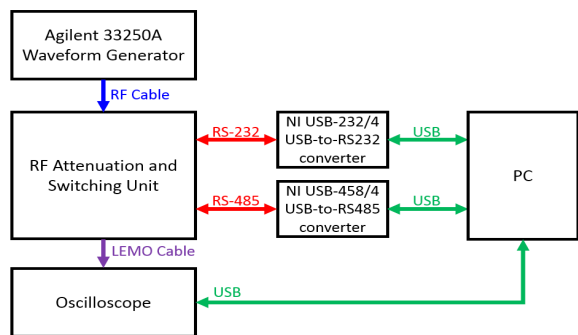 Agilent 33250A
Waveform Generator
RF Cable
RF Attenuation and
Switching Unit
RS-232
NI USB-232/4
USB-to-RS232
converter
USB
PC
RS-485
NI USB-458/4
USB-to-RS485
converter
USB
LEMO Cable
Oscilloscope
USB